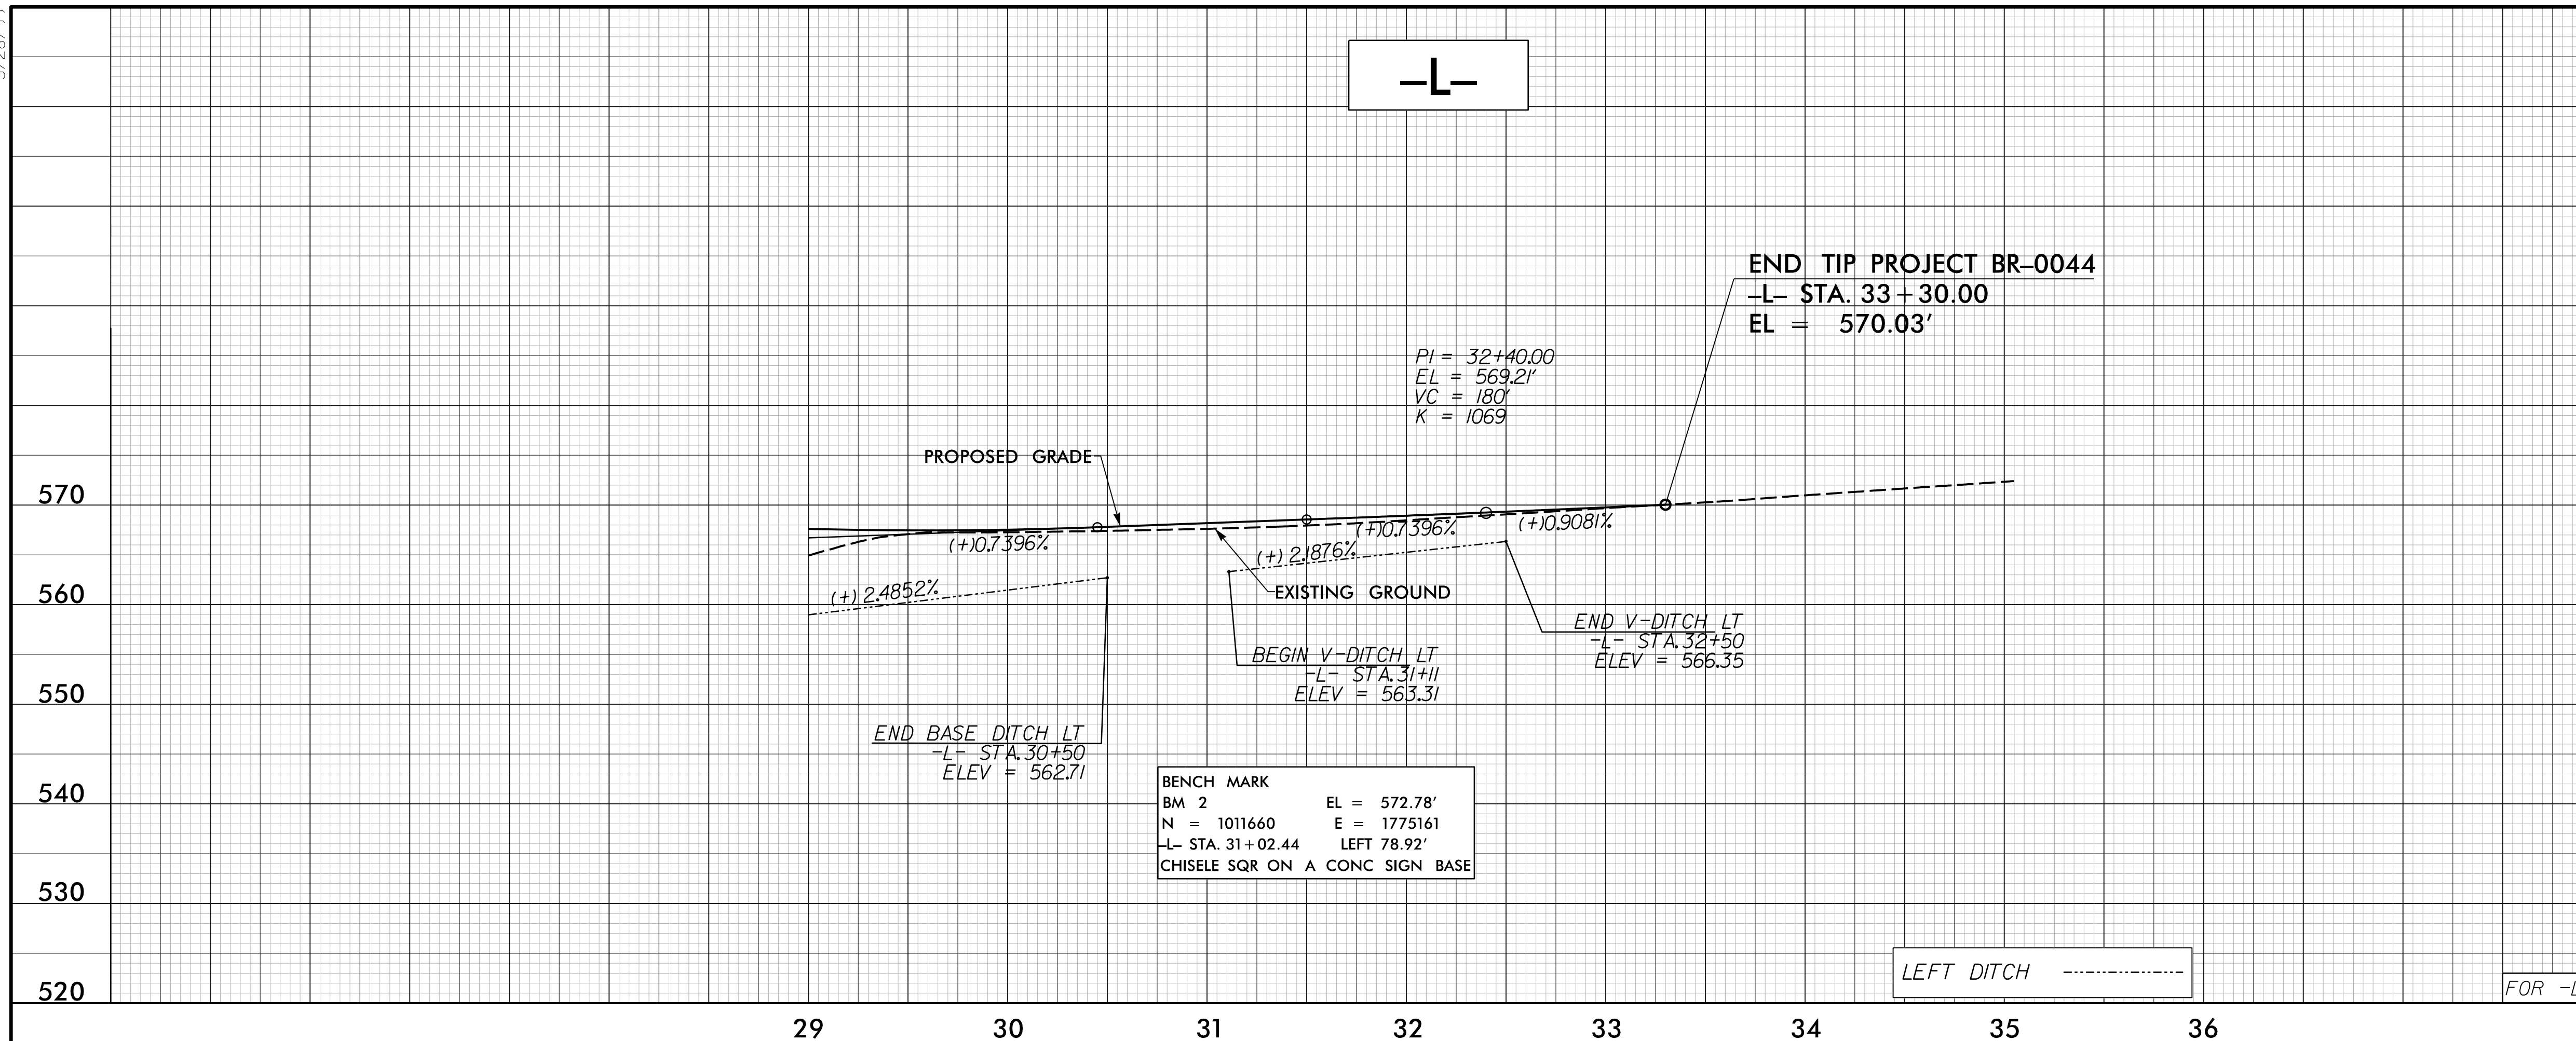 –L–
END TIP PROJECT BR–0044
–L– STA. 33+30.00
EL = 570.03'
PI = 32+40.00
EL = 569.21'
VC = 180'
K = 1069
PROPOSED GRADE
570
(+)0.7396%
(+)0.7396%
(+)0.9081%
(+) 2.1876%
(+) 2.4852%
560
EXISTING GROUND
END V-DITCH LT
-L- STA.32+50
ELEV = 566.35
BEGIN V-DITCH LT
-L- STA.31+11
ELEV = 563.31
550
END BASE DITCH LT
-L- STA.30+50
ELEV = 562.71
540
BENCH MARK
BM 2 EL = 572.78'
N = 1011660 E = 1775161
–L– STA. 31+02.44 LEFT 78.92'
CHISELE SQR ON A CONC SIGN BASE
530
LEFT DITCH
520
FOR
29 30 31 32 33 34 35 36